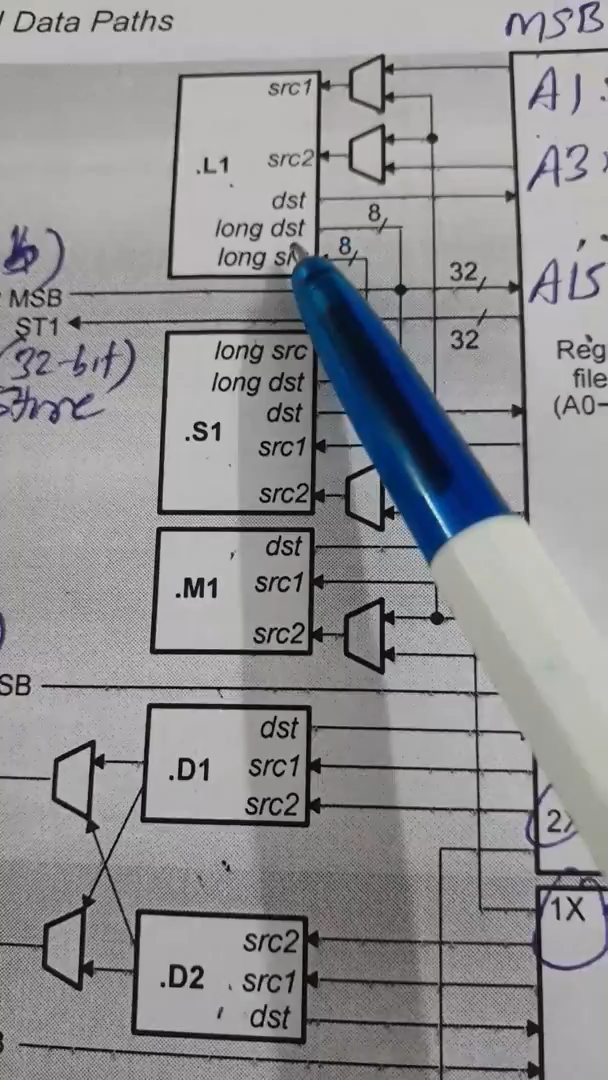 Data Paths
MSB
src1
A1
src2
A3
.L1
dst
long dst
8
long
8
MSB
32
A15
ST1
32
(32-bit)
long src
Reg
long dst
file
dst
(A0-
.S1
src1
src2
dst
.M1
src1
src2
SB
dst
.D1
src1
src2
1X
src2
.D2
src1
dst